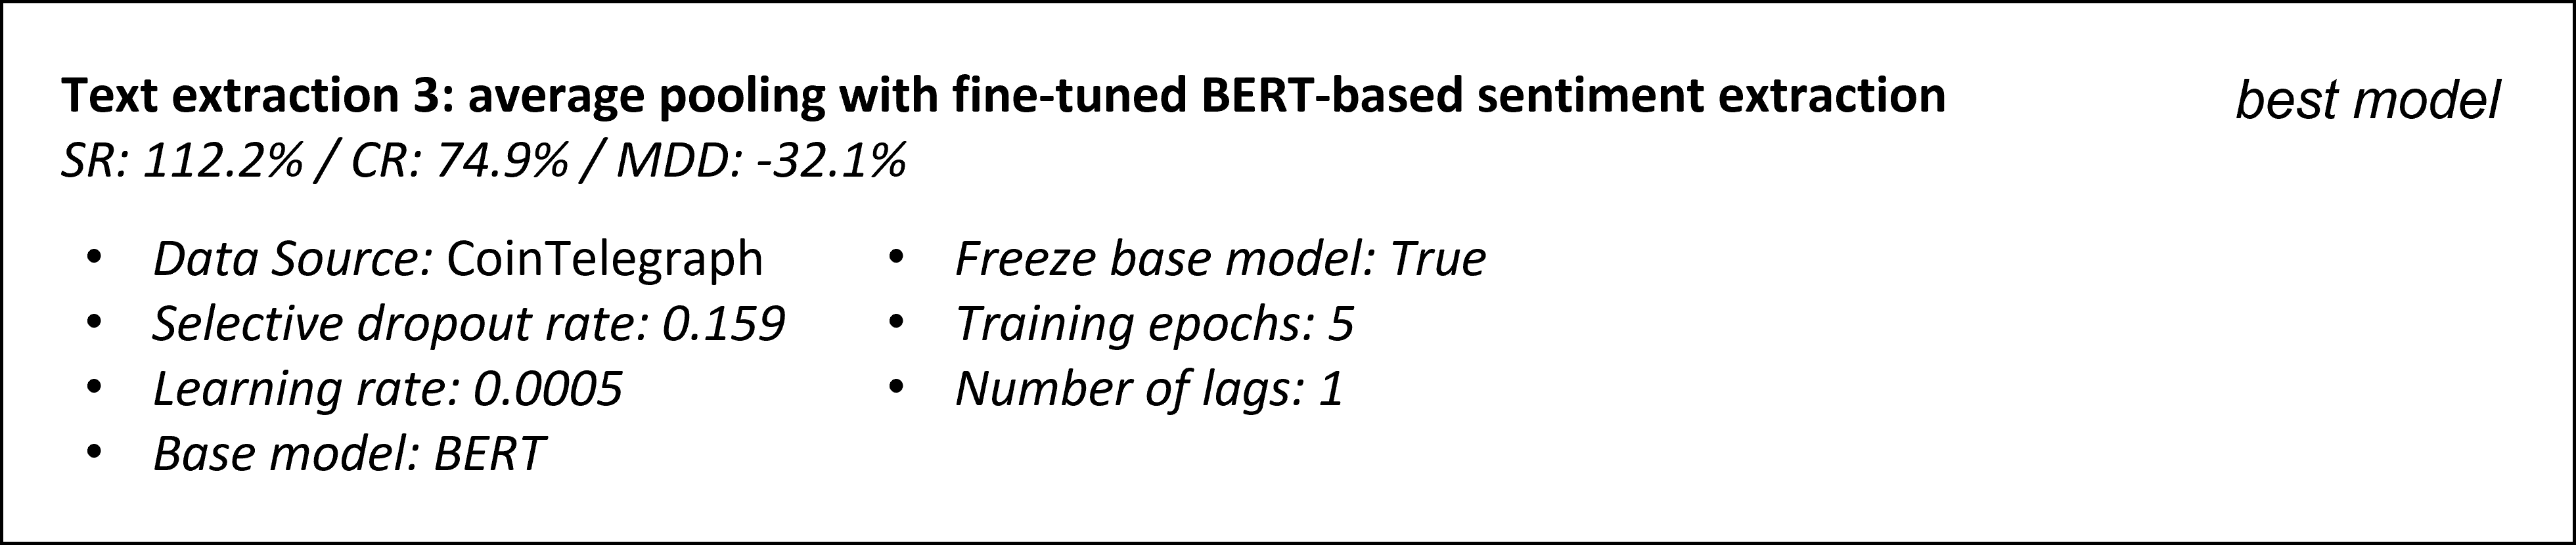 Text extraction 3: average pooling with fine-tuned BERT-based sentiment extraction
best model
SR: 112.2% / CR: 74.9% / MDD: -32.1%
• Data Source: CoinTelegraph
• Selective dropout rate: 0.159
• Learning rate: 0.0005
• Base model: BERT
• Freeze base model: True
• Training epochs: 5
• Number of lags: 1